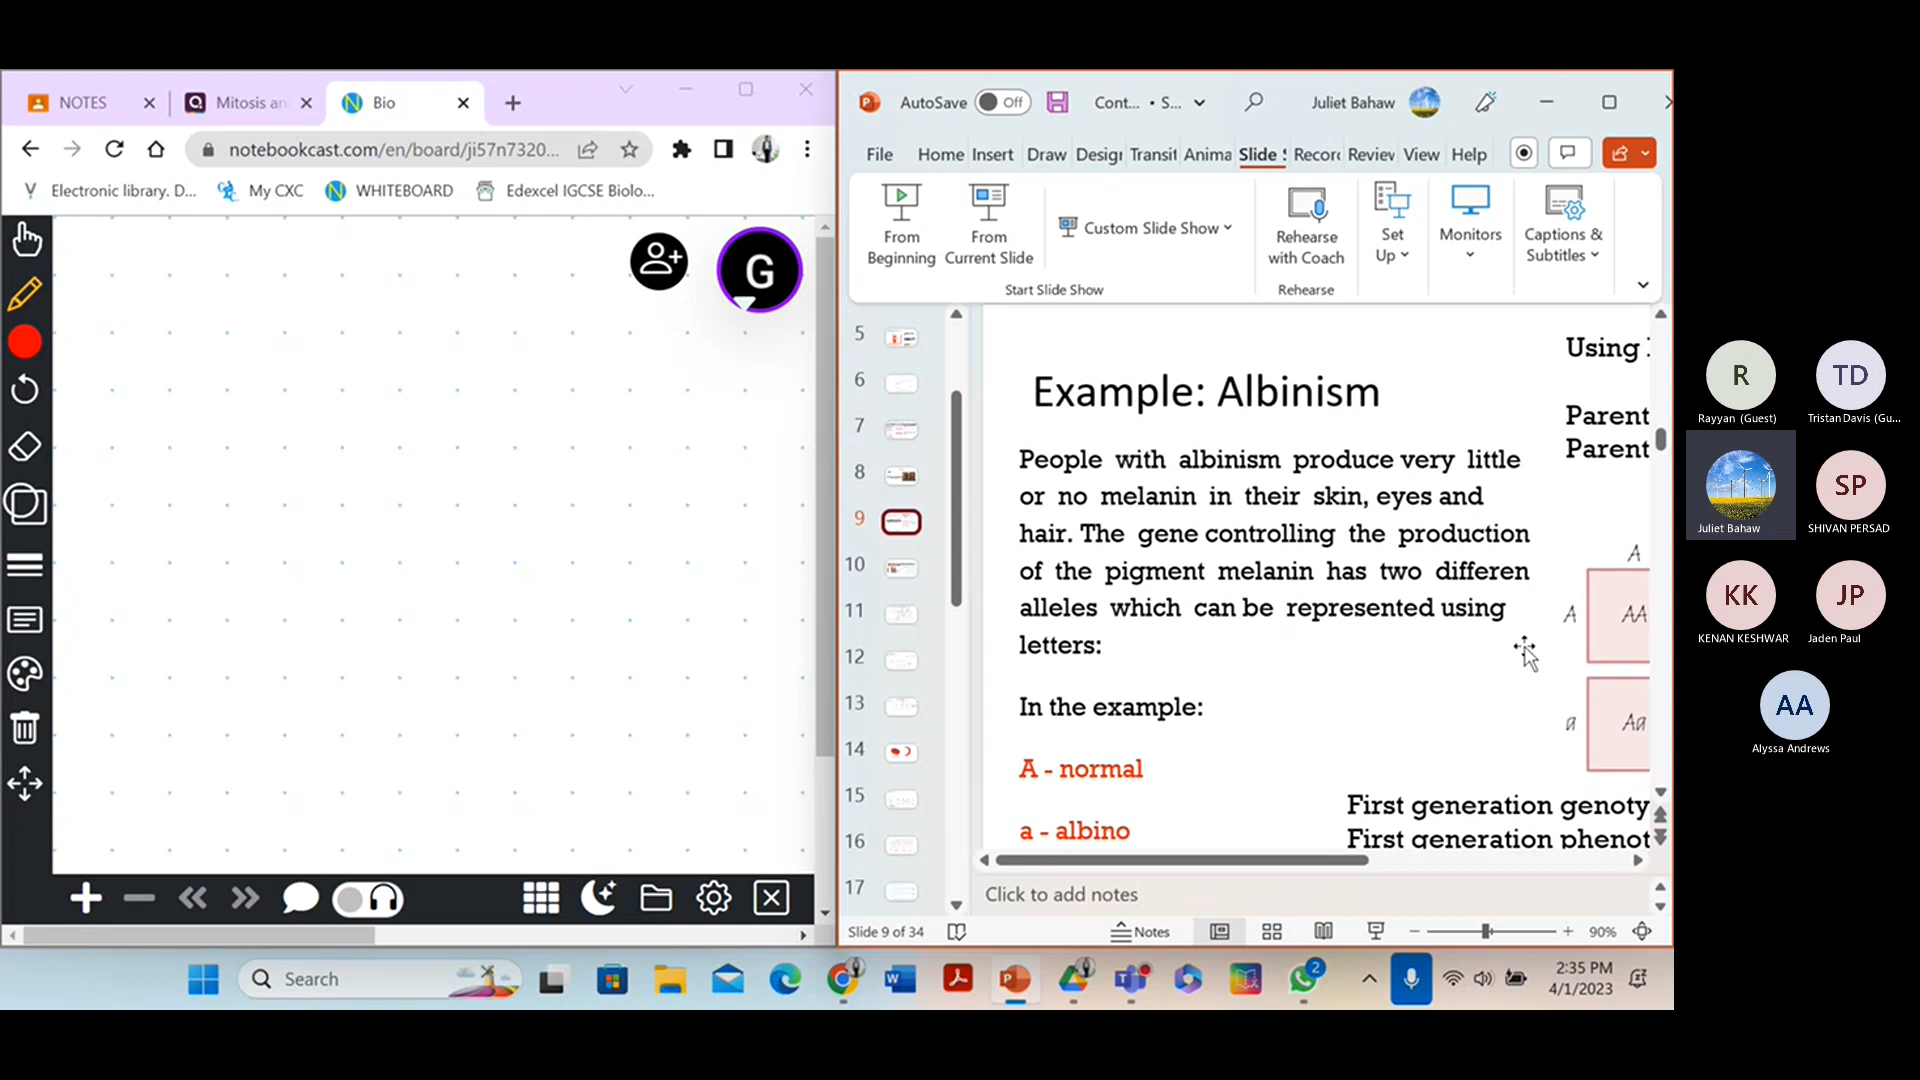 NOTES
Mitosis an
Bio
notebookcast.com/en/board/ji57n7320...
Electronic library. D...
My CXC
WHITEBOARD
Edexcel IGCSE Biolo...
G
AutoSave
Off
Cont... • S...
Juliet Bahaw
File
Home
Insert
Draw
Desig
Transit
Anima
Slide
Record
Review
View
Help
From
Beginning
From
Current Slide
Custom Slide Show
Rehearse
with Coach
Set
Up
Monitors
Captions &
Subtitles
Start Slide Show
Rehearse
5
6
7
8
9
10
11
12
13
14
15
16
17
Example: Albinism
People with albinism produce very little
or no melanin in their skin, eyes and
hair. The gene controlling the production
of the pigment melanin has two differen
alleles which can be represented using
letters:
In the example:
A - normal
a - albino
Using
Parent
Parent
A
A
AA
a
Aa
First generation genoty
First generation phenot
Click to add notes
Slide 9 of 34
Notes
90%
Search
2
2:35 PM
4/1/2023
R
Rayyan (Guest)
TD
Tristan Davis (Gu...
Juliet Bahaw
SP
SHIVAN PERSAD
KK
KENAN KESHWAR
JP
Jaden Paul
AA
Alyssa Andrews